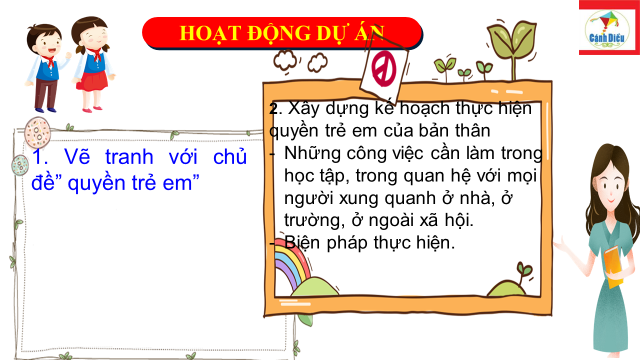 HOẠT ĐỘNG DỰ ÁN
Cánh Diều
1. Vẽ tranh với chủ
đề” quyền trẻ em”
2. Xây dựng kế hoạch thực hiện
quyền trẻ em của bản thân
- Những công việc cần làm trong
học tập, trong quan hệ với mọi
người xung quanh ở nhà, ở
trường, ở ngoài xã hội.
- Biện pháp thực hiện.